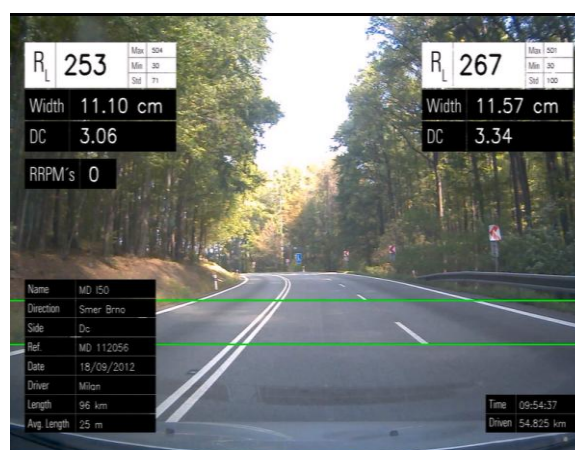 RL 253 Max 504
Min 30
Std 71
Width 11.10 cm
DC 3.06
RRPM's 0
RL 267 Max 501
Min 30
Std 100
Width 11.57 cm
DC 3.34
Name MD I50
Direction Smer Brno
Side Dc
Ref. MD 112056
Date 18/09/2012
Driver Milan
Length 96 km
Avg. Length 25 m
Time 09:54:37
Driven 54.825 km